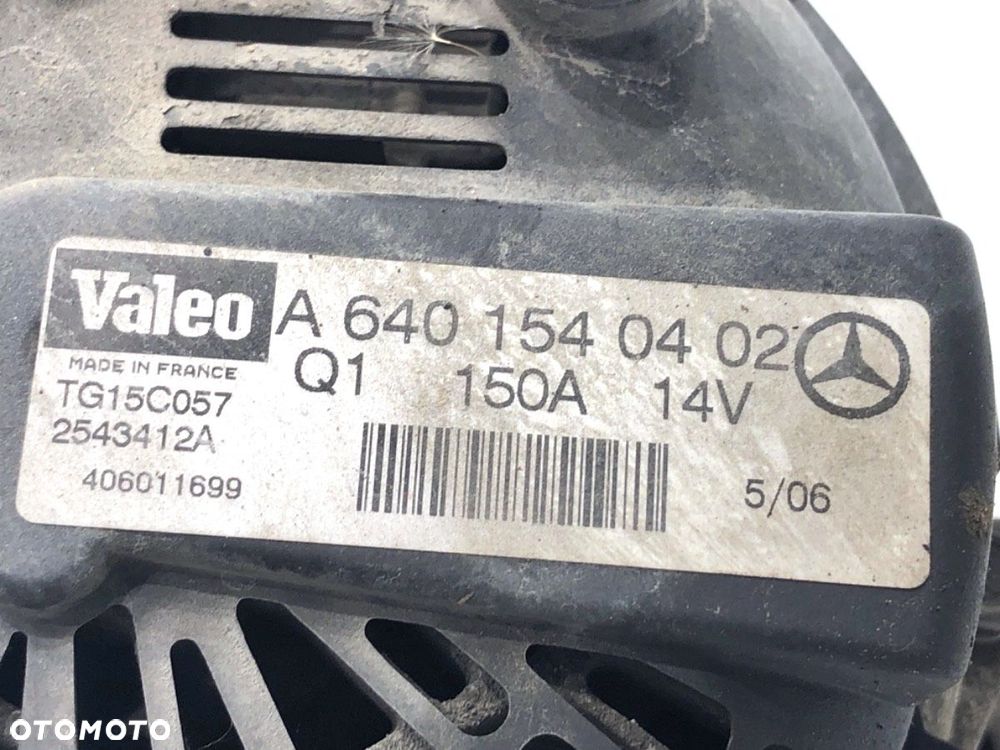 Valeo A 640 154 04 02
MADE IN FRANCE Q1 150A 14V
TG15C057
2543412A
406011699 5/06
OTOMOTO